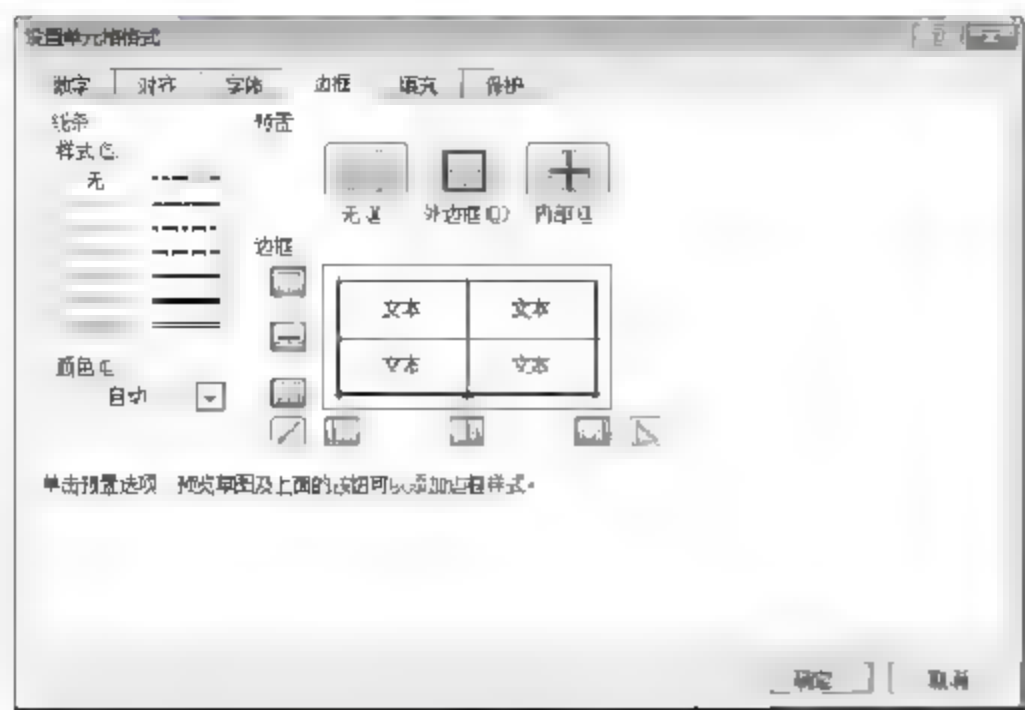 设置单元格格式
数字 对齐 字体 边框 填充 保护
线条 预置
样式(S)
无
无(N) 外边框(O) 内部(I)
边框
文本 文本
文本 文本
颜色(C)
自动
单击预置选项、预览草图及上面的按钮可以添加边框样式。
确定 取消